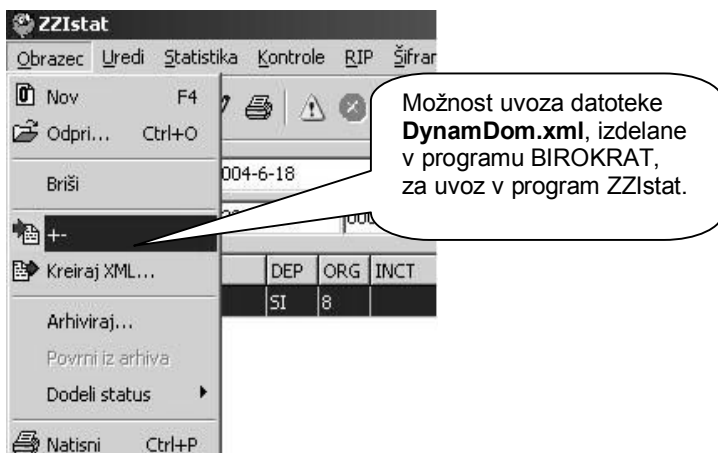 ZZIstat
Obrazec Uredi Statistika Kontrole RIP Šifrar
Nov F4
Odpri... Ctrl+O
Briši
+-
Kreiraj XML...
Arhiviraj...
Povrni iz arhiva
Dodeli status
Natisni Ctrl+P
004-6-18
DEP ORG INCT
SI 8
Možnost uvoza datoteke
DynamDom.xml, izdelane
v programu BIROKRAT,
za uvoz v program ZZIstat.